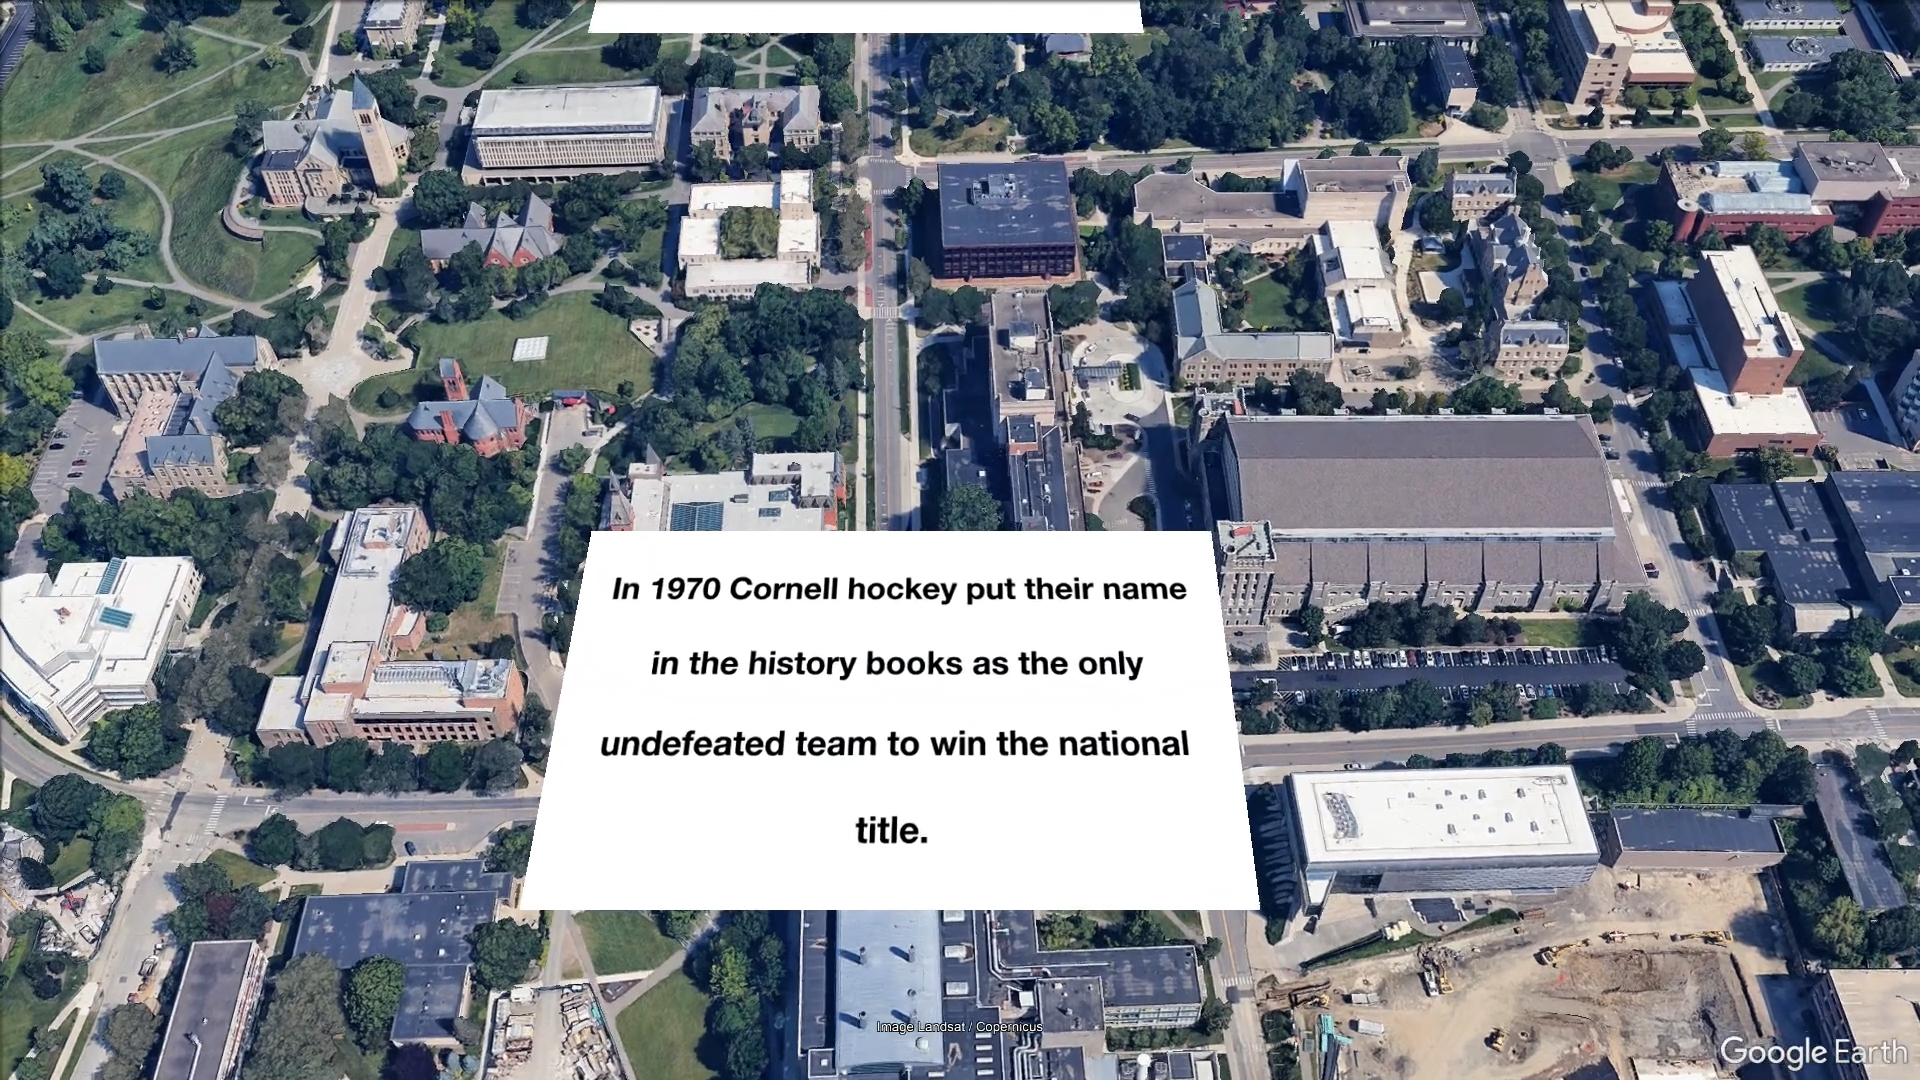 In 1970 Cornell hockey put their name
in the history books as the only
undefeated team to win the national
title.
Image Landsat / Copernicus
Google Earth